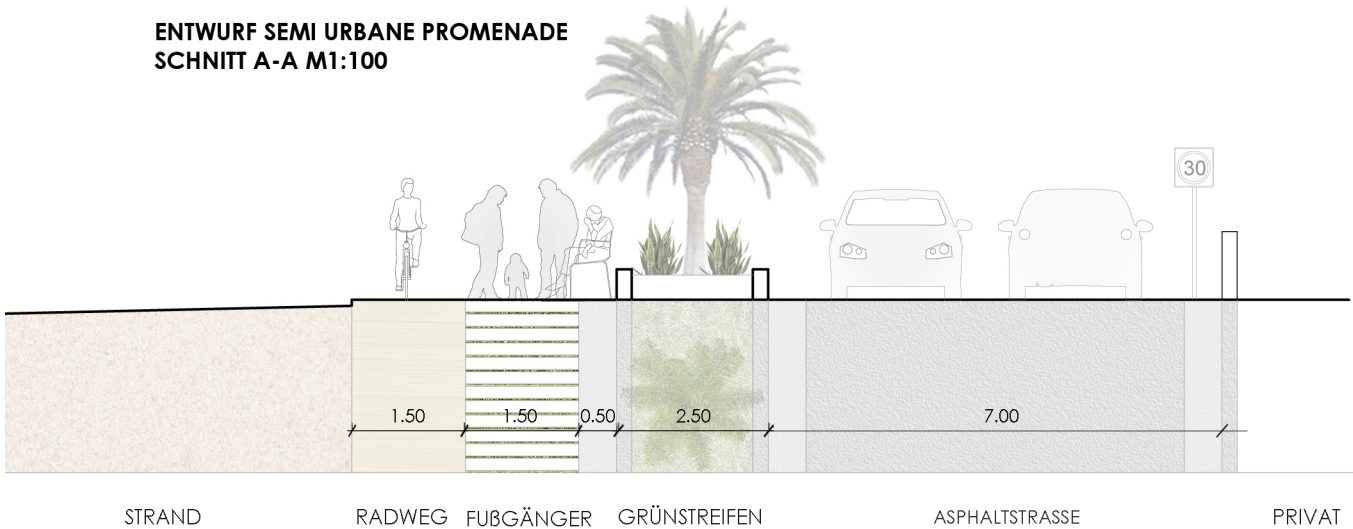 ENTWURF SEMI URBANE PROMENADE
SCHNITT A-A M1:100
30
1.50 1.50 0.50 2.50 7.00
STRAND RADWEG FUßGÄNGER GRÜNSTREIFEN ASPHALTSTRASSE PRIVAT